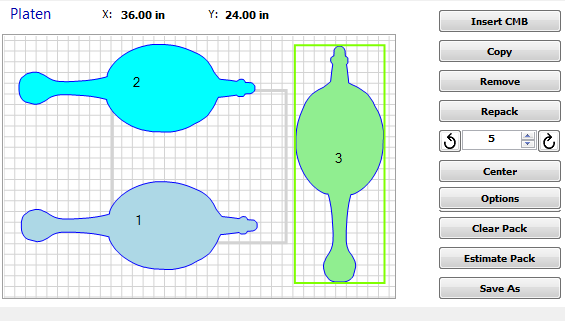 Platen X: 36.00 in Y: 24.00 in
Insert CMB
Copy
Remove
Repack
5
Center
Options
Clear Pack
Estimate Pack
Save As
2
3
1